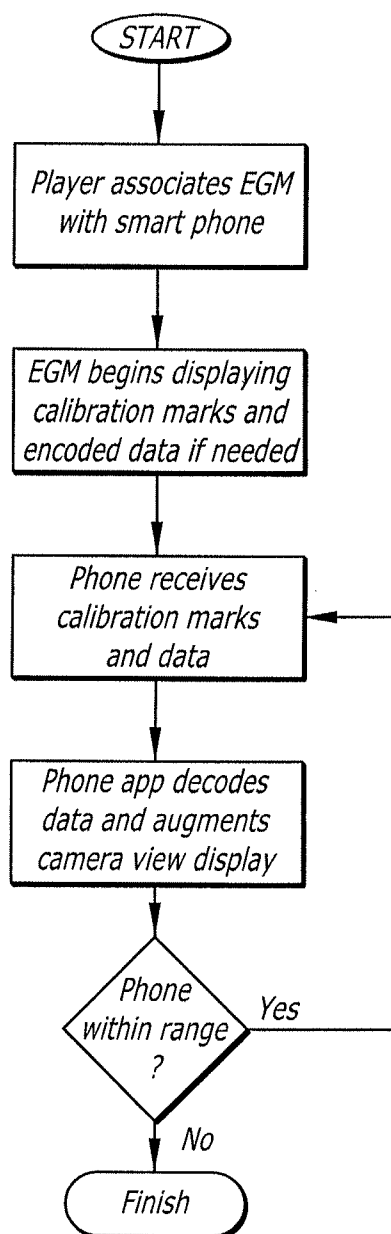 START
Player associates EGM
with smart phone
EGM begins displaying
calibration marks and
encoded data if needed
Phone receives
calibration marks
and data
Phone app decodes
data and augments
camera view display
Phone
within range
?
Yes
No
Finish